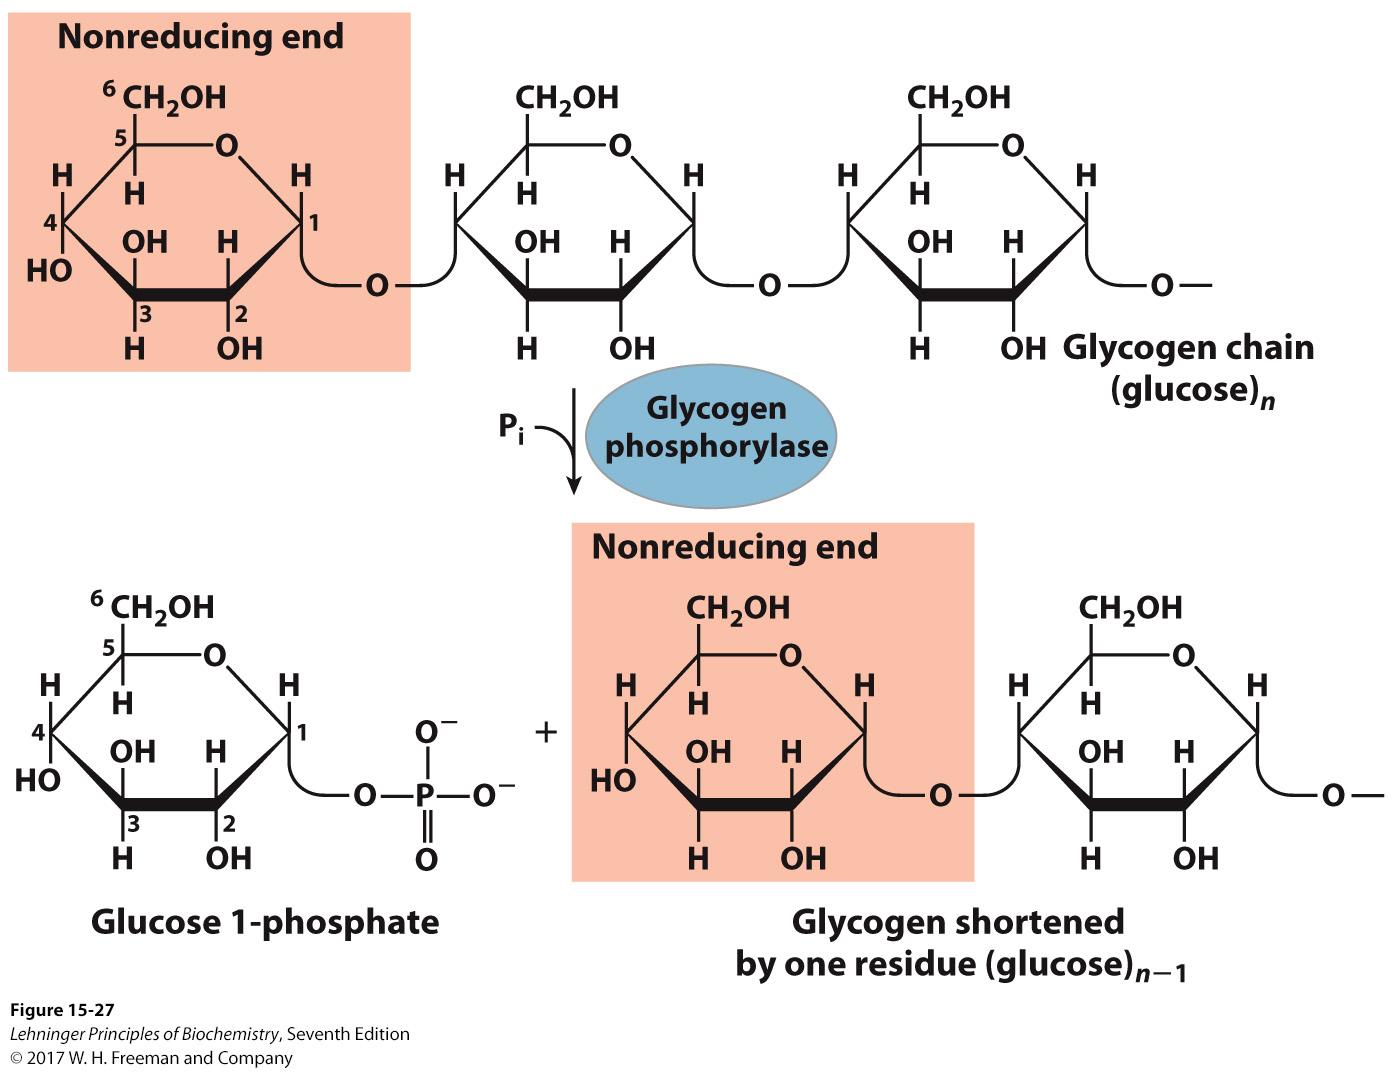 Nonreducing end
6 CH2OH CH2OH CH2OH
5 O O O
H H H H H H
H H H
4 OH H 1 OH H OH H
HO O O O
3 2
H OH H OH H OH
Glycogen chain
(glucose)n
Pi
Glycogen
phosphorylase
Nonreducing end
6 CH2OH CH2OH CH2OH
5 O O O
H H H H H H
H H H
4 OH H 1 O− + OH H OH H
HO O P O− HO O O
3 2
H OH O H OH H OH
Glucose 1-phosphate
Glycogen shortened
by one residue (glucose)n−1
Figure 15-27
Lehninger Principles of Biochemistry, Seventh Edition
© 2017 W. H. Freeman and Company